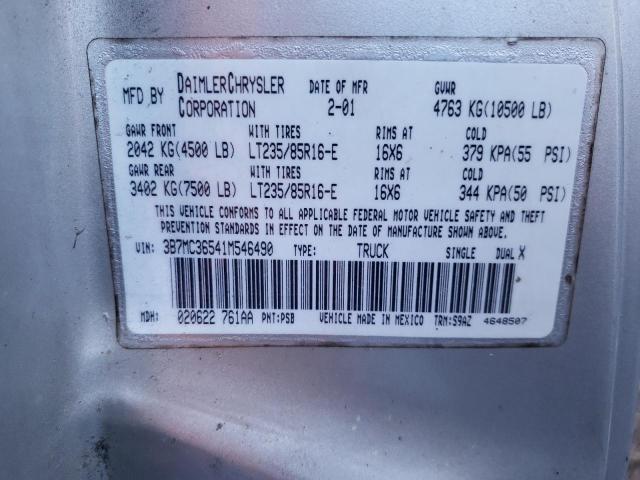 MFD BY DAIMLERCHRYSLER CORPORATION DATE OF MFR 2-01 GVWR 4763 KG(10500 LB)
GAWR FRONT WITH TIRES RIMS AT COLD
2042 KG(4500 LB) LT235/85R16-E 16X6 379 KPA(55 PSI)
GAWR REAR WITH TIRES RIMS AT COLD
3402 KG(7500 LB) LT235/85R16-E 16X6 344 KPA(50 PSI)
THIS VEHICLE CONFORMS TO ALL APPLICABLE FEDERAL MOTOR VEHICLE SAFETY AND THEFT
PREVENTION STANDARDS IN EFFECT ON THE DATE OF MANUFACTURE SHOWN ABOVE.
VIN: 3B7MC36541M546490 TYPE: TRUCK SINGLE DUAL X
MDH: 020622 761AA PNT:PSB VEHICLE MADE IN MEXICO TRM:S9AZ 4648507